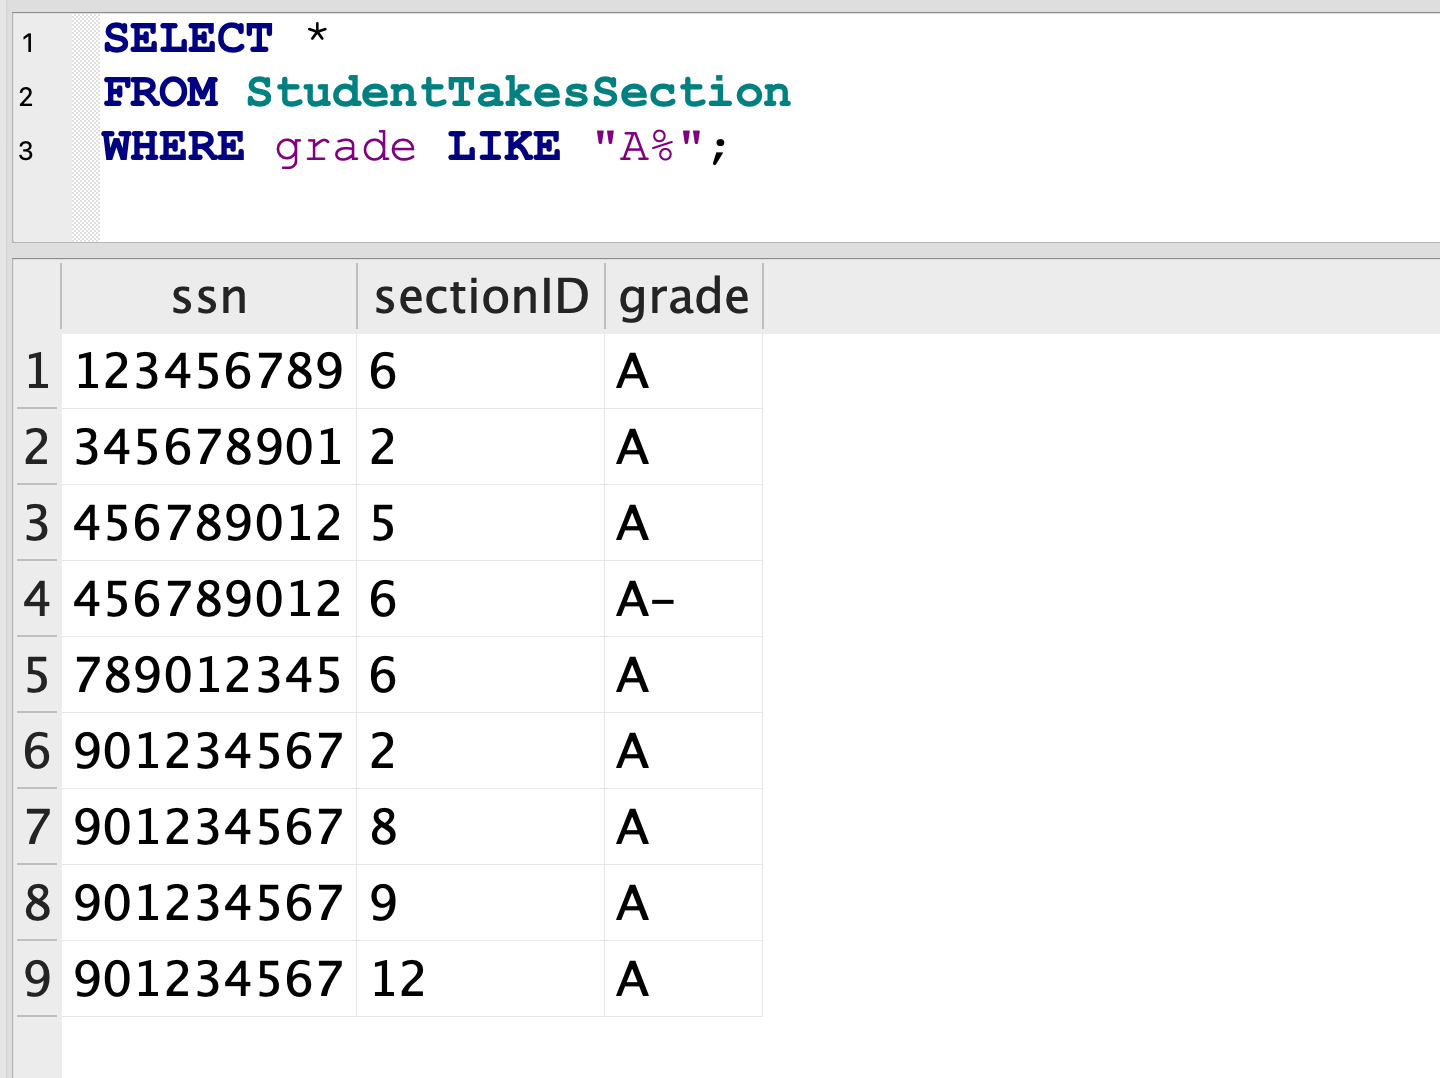 1 SELECT *
2 FROM StudentTakesSection
3 WHERE grade LIKE "A%";
ssn sectionID grade
1 123456789 6 A
2 345678901 2 A
3 456789012 5 A
4 456789012 6 A-
5 789012345 6 A
6 901234567 2 A
7 901234567 8 A
8 901234567 9 A
9 901234567 12 A